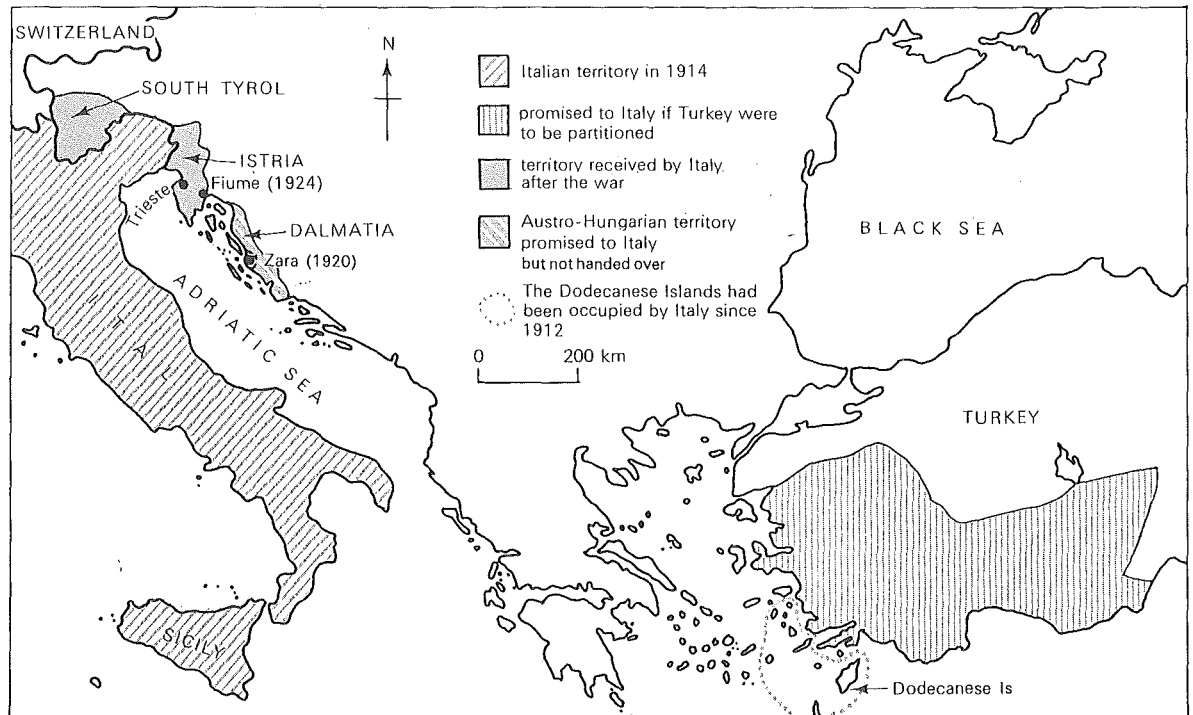 SWITZERLAND
SOUTH TYROL
ISTRIA
Trieste
Fiume (1924)
DALMATIA
Zara (1920)
ADRIATIC SEA
ITAL
SICILY
N
Italian territory in 1914
promised to Italy if Turkey were
to be partitioned
territory received by Italy
after the war
Austro-Hungarian territory
promised to Italy
but not handed over
The Dodecanese Islands had
been occupied by Italy since
1912
0 200 km
BLACK SEA
TURKEY
Dodecanese Is